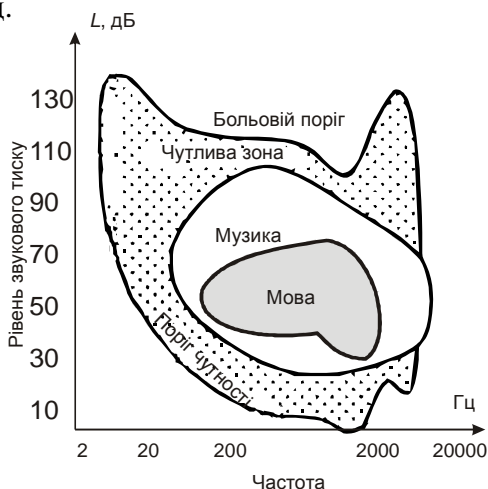 Д.
L, дБ
130
Больовій поріг
110
Чутлива зона
90
Музика
70
Мова
50
30
Поріг чутності
10
Рівень звукового тиску
Гц
2 20 200 2000 20000
Частота